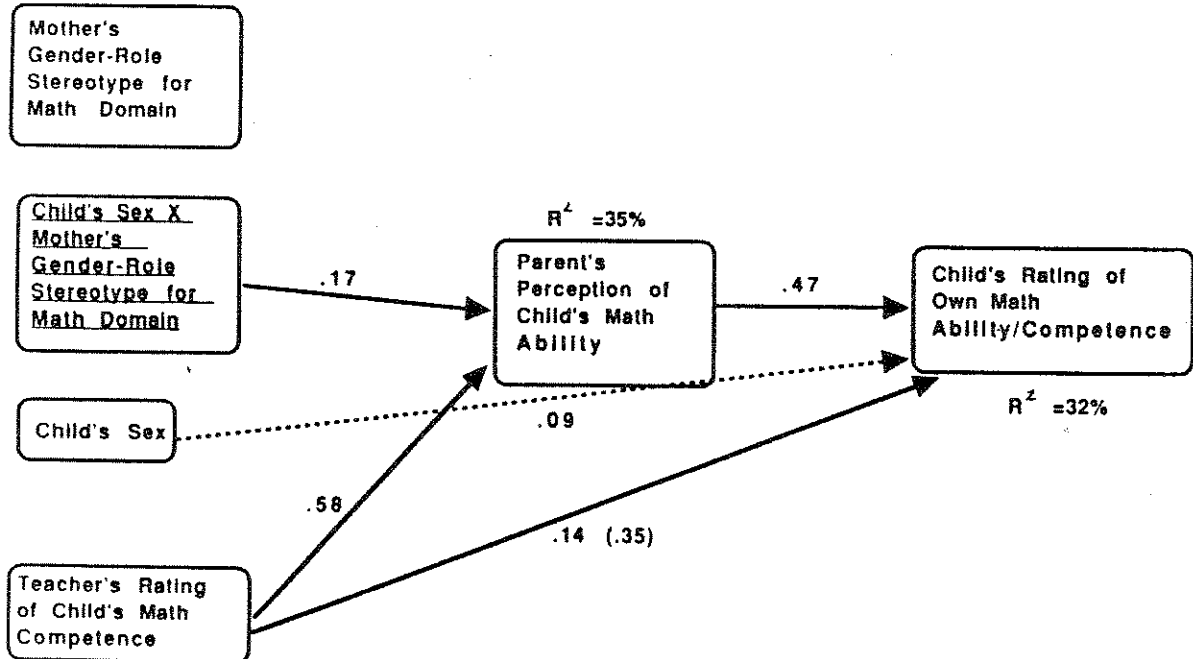 Mother's
Gender-Role
Stereotype for
Math Domain
Child's Sex X
Mother's
Gender-Role
Stereotype for
Math Domain
.17
R² =35%
Parent's
Perception of
Child's Math
Ability
.47
Child's Rating of
Own Math
Ability/Competence
R² =32%
Child's Sex
.09
.58
.14 (.35)
Teacher's Rating
of Child's Math
Competence